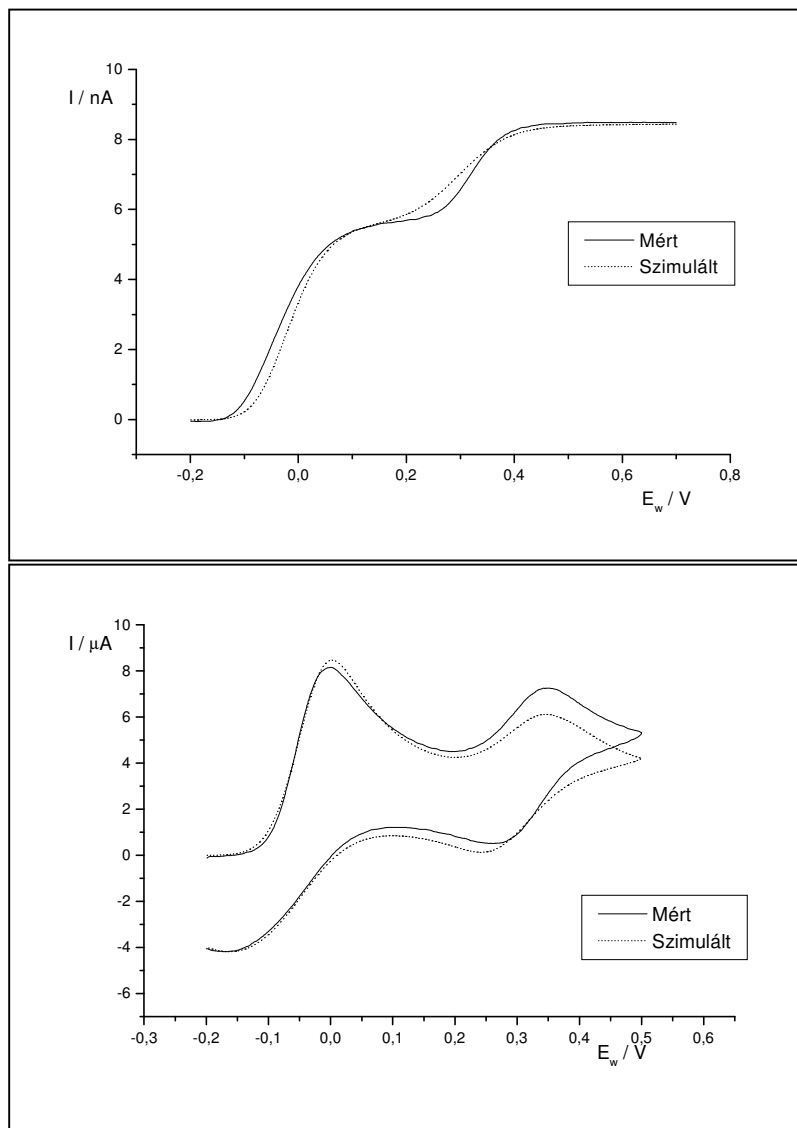 10
I / nA
8
6
4
2
0
Mért
Szimulált
-0,2 0,0 0,2 0,4 0,6 0,8
E_w / V
10
I / μA
8
6
4
2
0
-2
-4
-6
Mért
Szimulált
-0,3 -0,2 -0,1 0,0 0,1 0,2 0,3 0,4 0,5 0,6
E_w / V